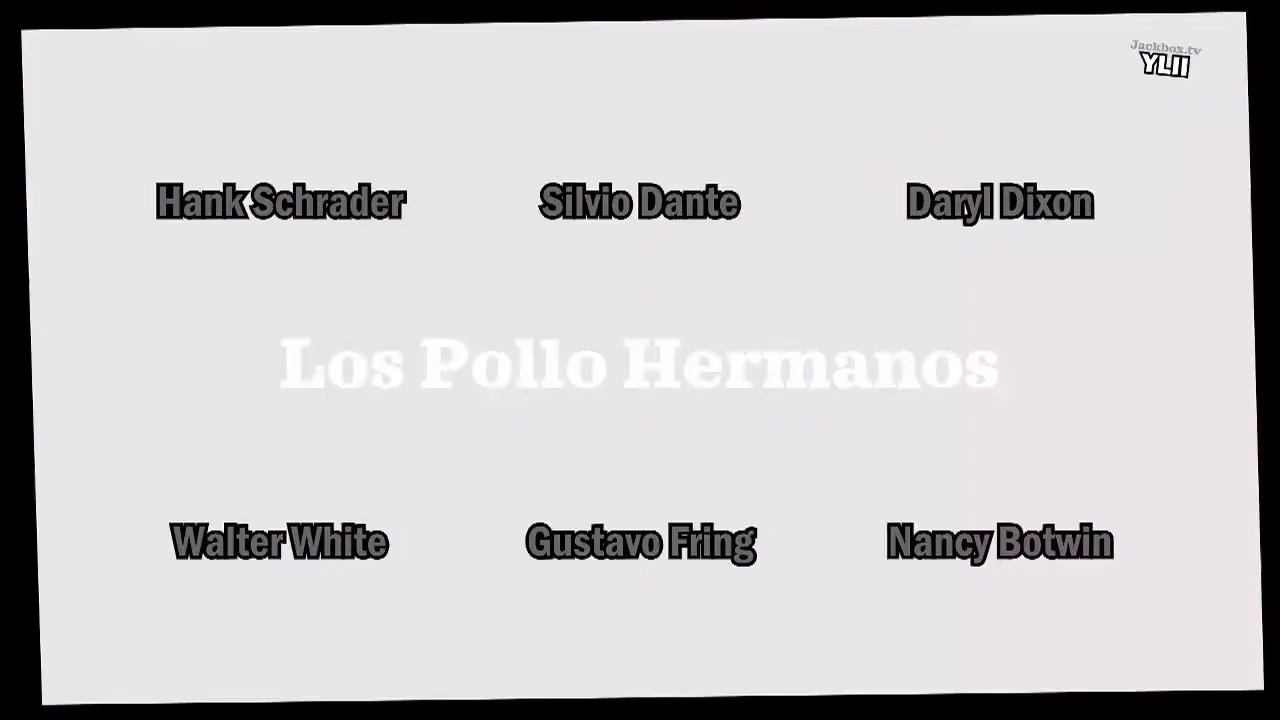 Jackbox.tv
YLII
Hank Schrader
Silvio Dante
Daryl Dixon
Los Pollo Hermanos
Walter White
Gustavo Fring
Nancy Botwin